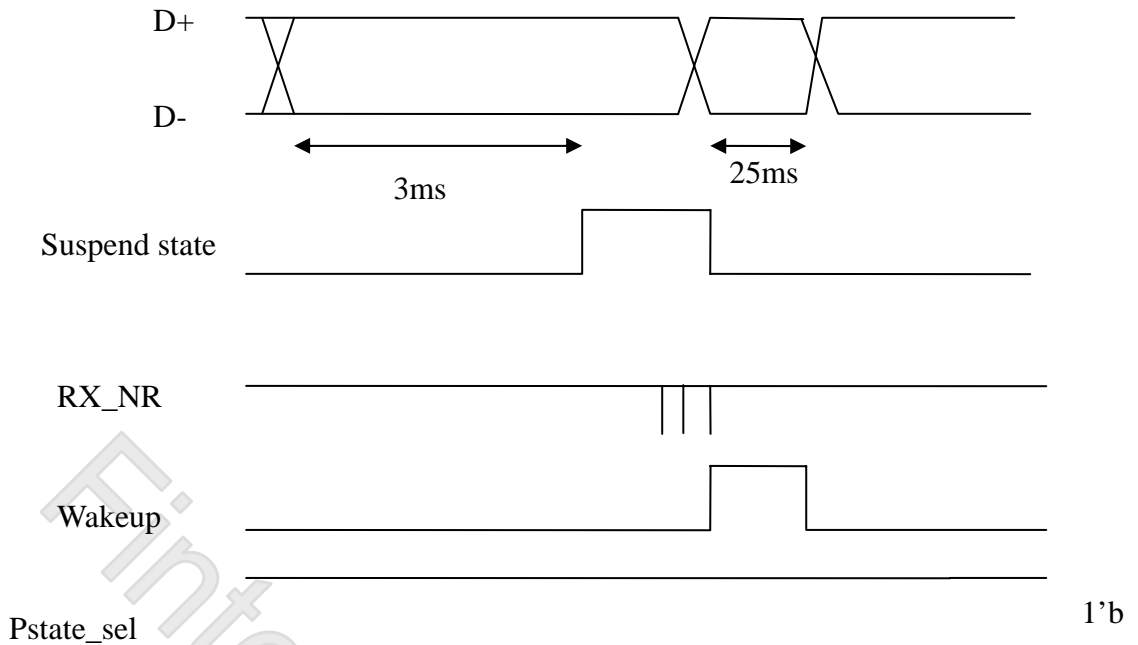 D+
D-
3ms
25ms
Suspend state
RX_NR
Wakeup
Pstate_sel
1’b